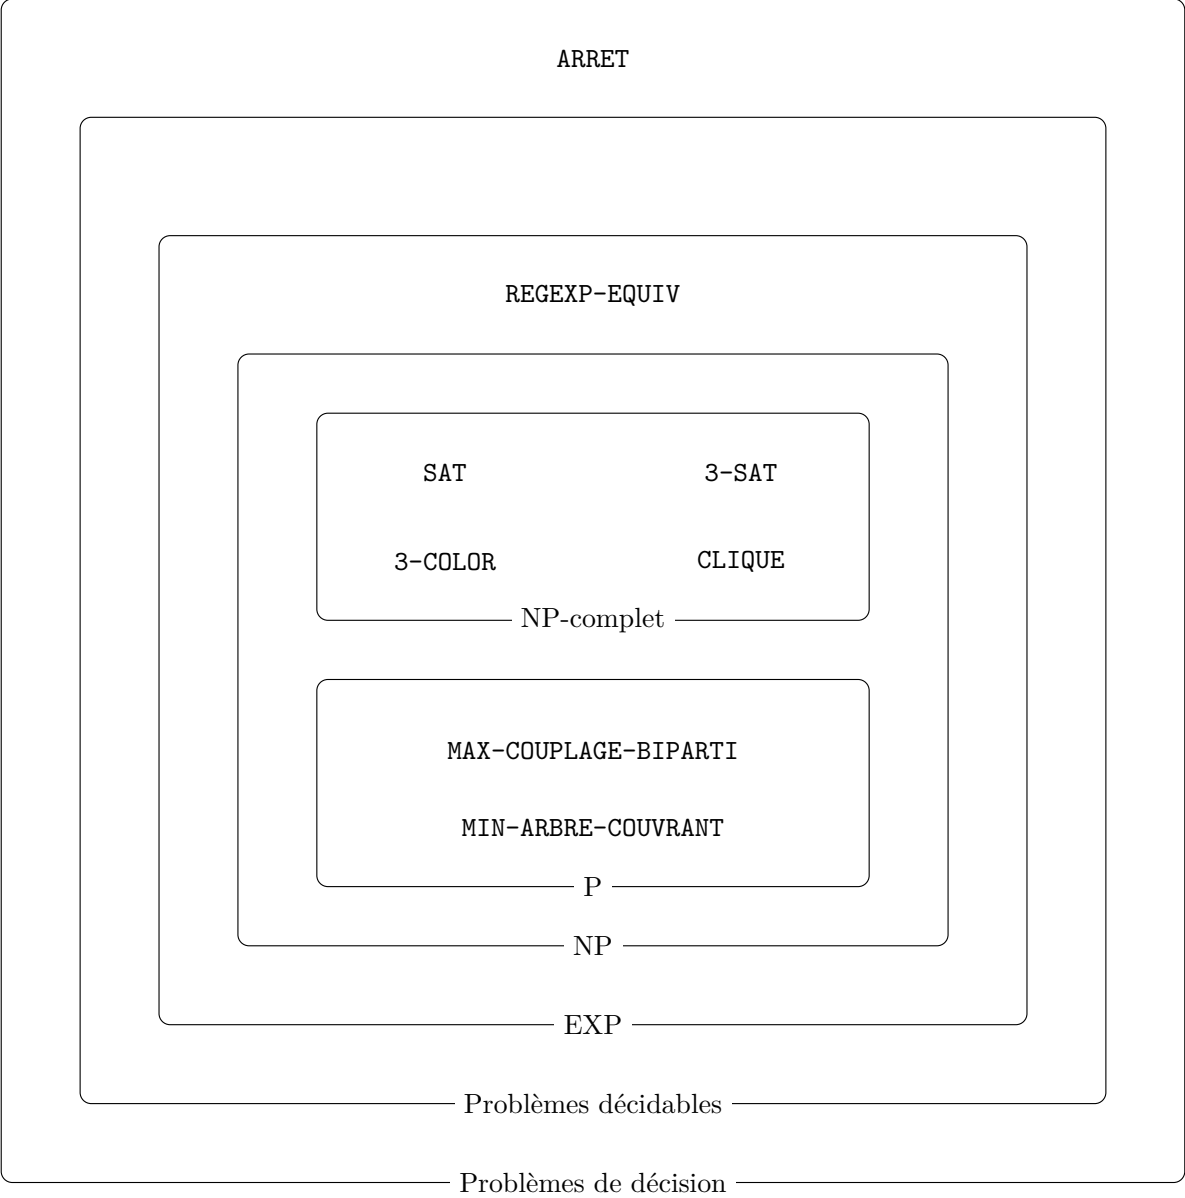 ARRET
REGEXP-EQUIV
SAT 3-SAT
3-COLOR CLIQUE
NP-complet
MAX-COUPLAGE-BIPARTI
MIN-ARBRE-COUVRANT
P
NP
EXP
Problèmes décidables
Problèmes de décision